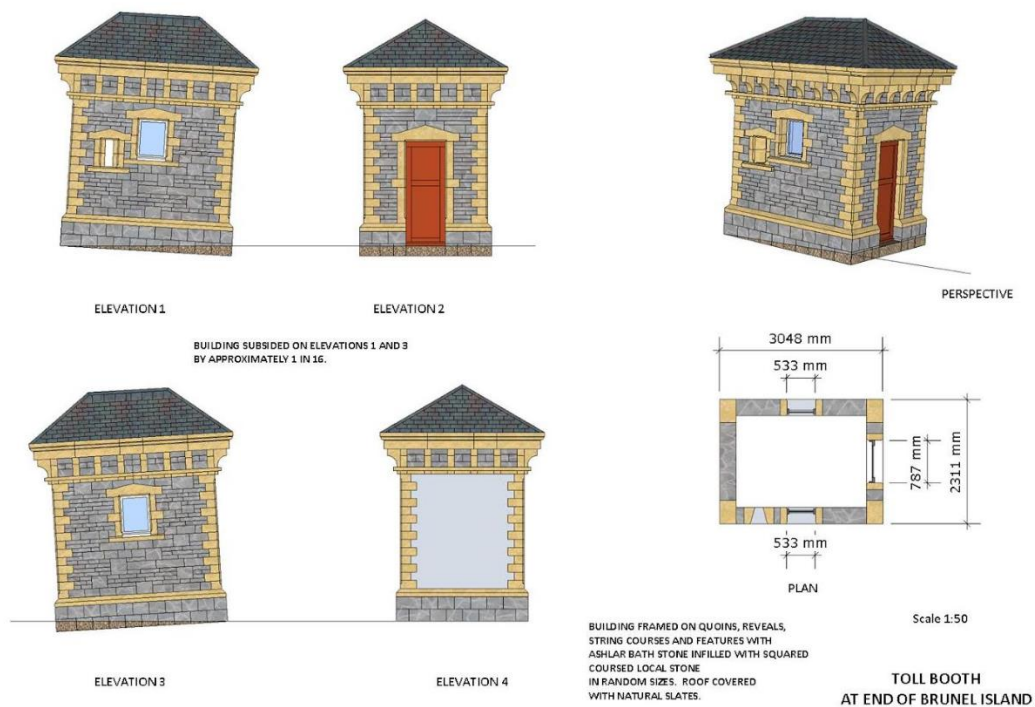 ELEVATION 1
ELEVATION 2
PERSPECTIVE
BUILDING SUBSIDED ON ELEVATIONS 1 AND 3
BY APPROXIMATELY 1 IN 16.
3048 mm
533 mm
787 mm
2311 mm
533 mm
PLAN
Scale 1:50
BUILDING FRAMED ON QUOINS, REVEALS,
STRING COURSES AND FEATURES WITH
ASHLAR BATH STONE INFILLED WITH SQUARED
COURSED LOCAL STONE
IN RANDOM SIZES. ROOF COVERED
WITH NATURAL SLATES.
ELEVATION 3
ELEVATION 4
TOLL BOOTH
AT END OF BRUNEL ISLAND